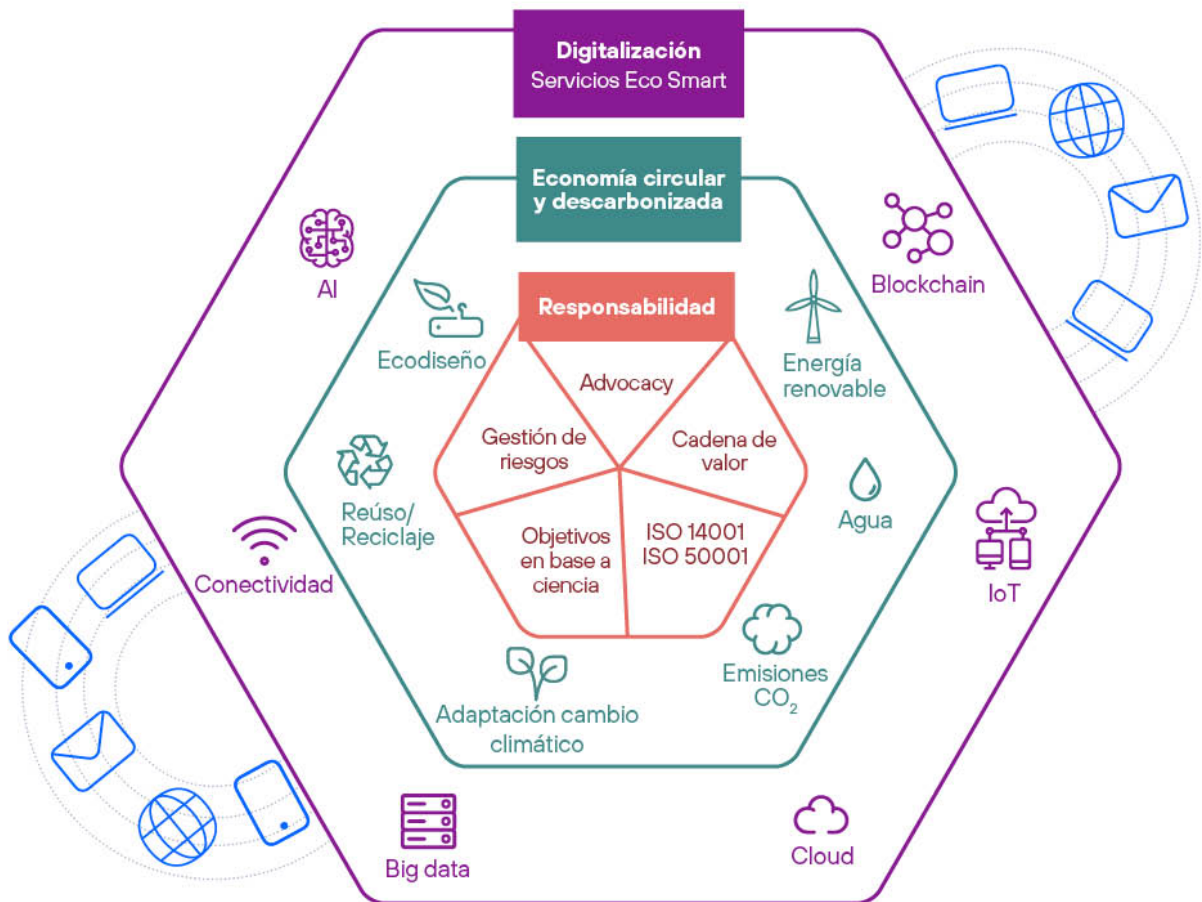 Digitalización
Servicios Eco Smart
Economía circular
y descarbonizada
Responsabilidad
AI
Blockchain
Ecodiseño
Energía
renovable
Advocacy
Gestión de
riesgos
Cadena de
valor
Reúso/
Reciclaje
Agua
Objetivos
en base a
ciencia
ISO 14001
ISO 50001
Conectividad
IoT
Emisiones
CO₂
Adaptación cambio
climático
Big data
Cloud